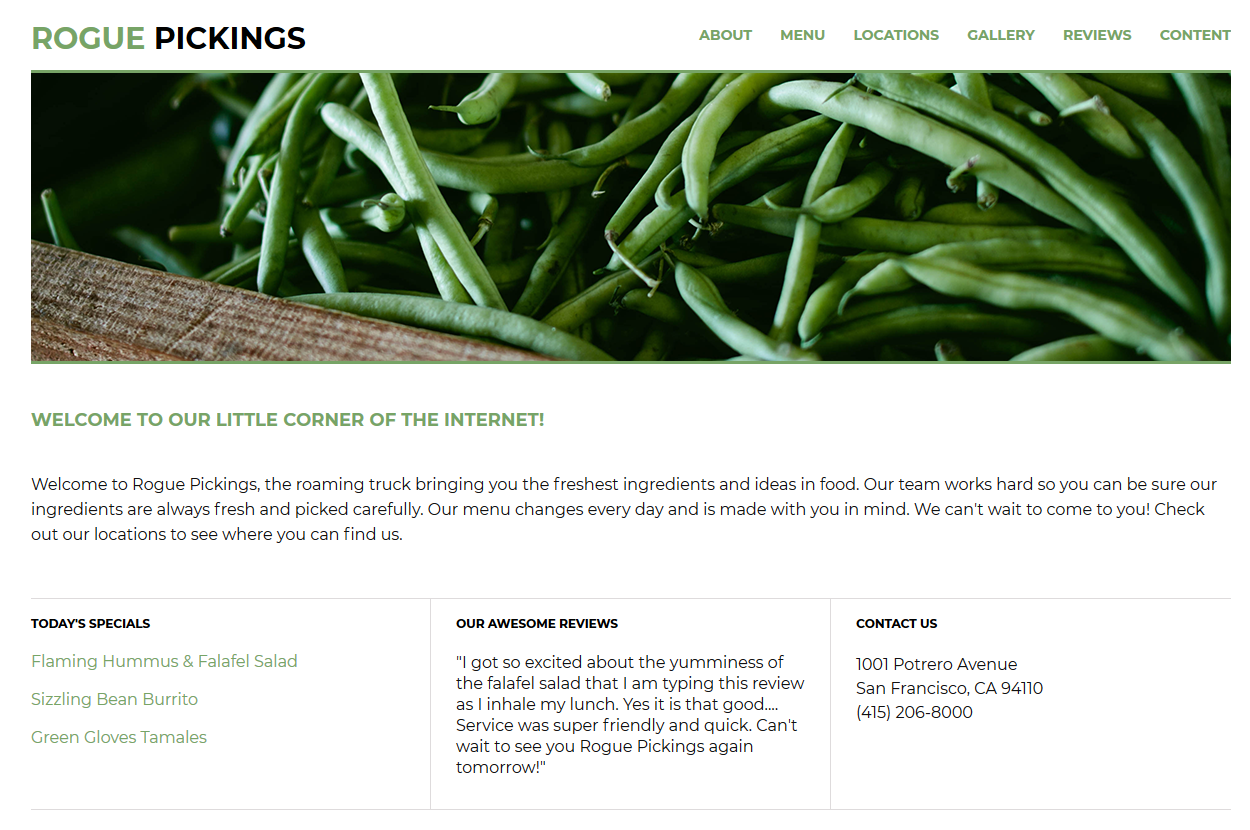 ROGUE PICKINGS
ABOUT MENU LOCATIONS GALLERY REVIEWS CONTENT
WELCOME TO OUR LITTLE CORNER OF THE INTERNET!
Welcome to Rogue Pickings, the roaming truck bringing you the freshest ingredients and ideas in food. Our team works hard so you can be sure our
ingredients are always fresh and picked carefully. Our menu changes every day and is made with you in mind. We can't wait to come to you! Check
out our locations to see where you can find us.
TODAY'S SPECIALS
Flaming Hummus & Falafel Salad
Sizzling Bean Burrito
Green Gloves Tamales
OUR AWESOME REVIEWS
"I got so excited about the yumminess of
the falafel salad that I am typing this review
as I inhale my lunch. Yes it is that good....
Service was super friendly and quick. Can't
wait to see you Rogue Pickings again
tomorrow!"
CONTACT US
1001 Potrero Avenue
San Francisco, CA 94110
(415) 206-8000